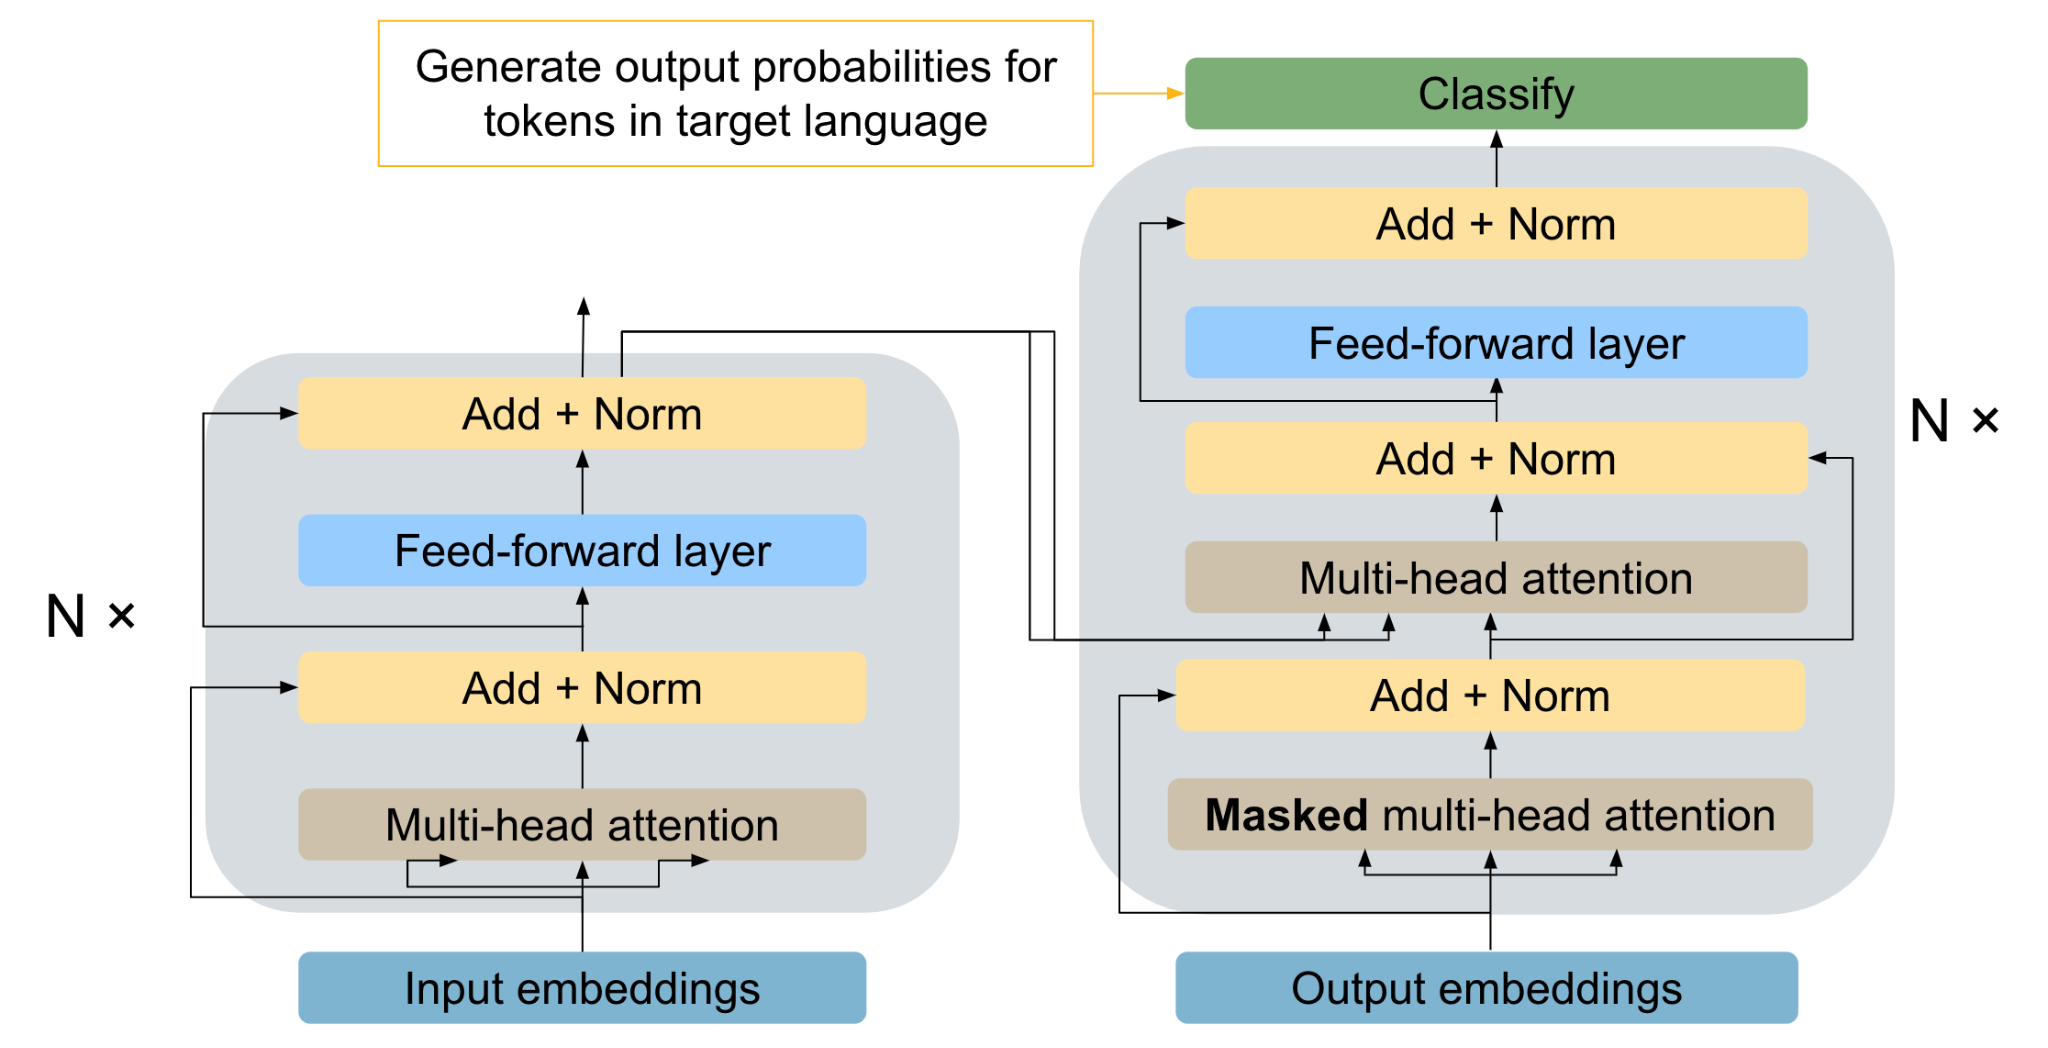 Generate output probabilities for
tokens in target language
Classify
Add + Norm
Feed-forward layer
Add + Norm
Multi-head attention
Add + Norm
Masked multi-head attention
Output embeddings
N ×
Add + Norm
Feed-forward layer
Add + Norm
Multi-head attention
Input embeddings
N ×